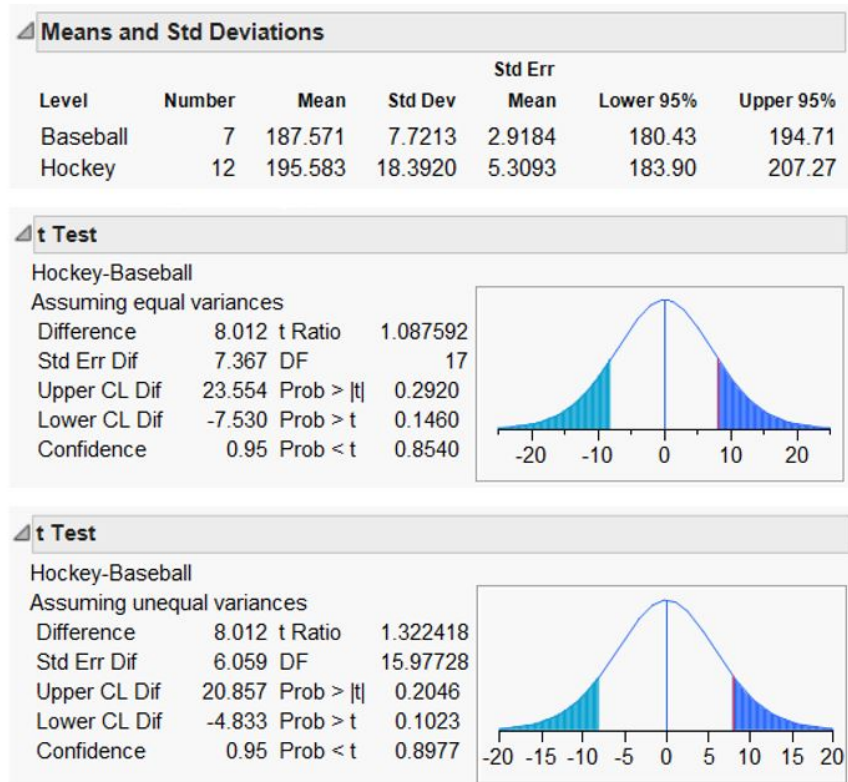 Means and Std Deviations
Std Err
Level Number Mean Std Dev Mean Lower 95% Upper 95%
Baseball 7 187.571 7.7213 2.9184 180.43 194.71
Hockey 12 195.583 18.3920 5.3093 183.90 207.27
t Test
Hockey-Baseball
Assuming equal variances
Difference 8.012 t Ratio 1.087592
Std Err Dif 7.367 DF 17
Upper CL Dif 23.554 Prob > |t| 0.2920
Lower CL Dif -7.530 Prob > t 0.1460
Confidence 0.95 Prob < t 0.8540
-20 -10 0 10 20
t Test
Hockey-Baseball
Assuming unequal variances
Difference 8.012 t Ratio 1.322418
Std Err Dif 6.059 DF 15.97728
Upper CL Dif 20.857 Prob > |t| 0.2046
Lower CL Dif -4.833 Prob > t 0.1023
Confidence 0.95 Prob < t 0.8977
-20 -15 -10 -5 0 5 10 15 20